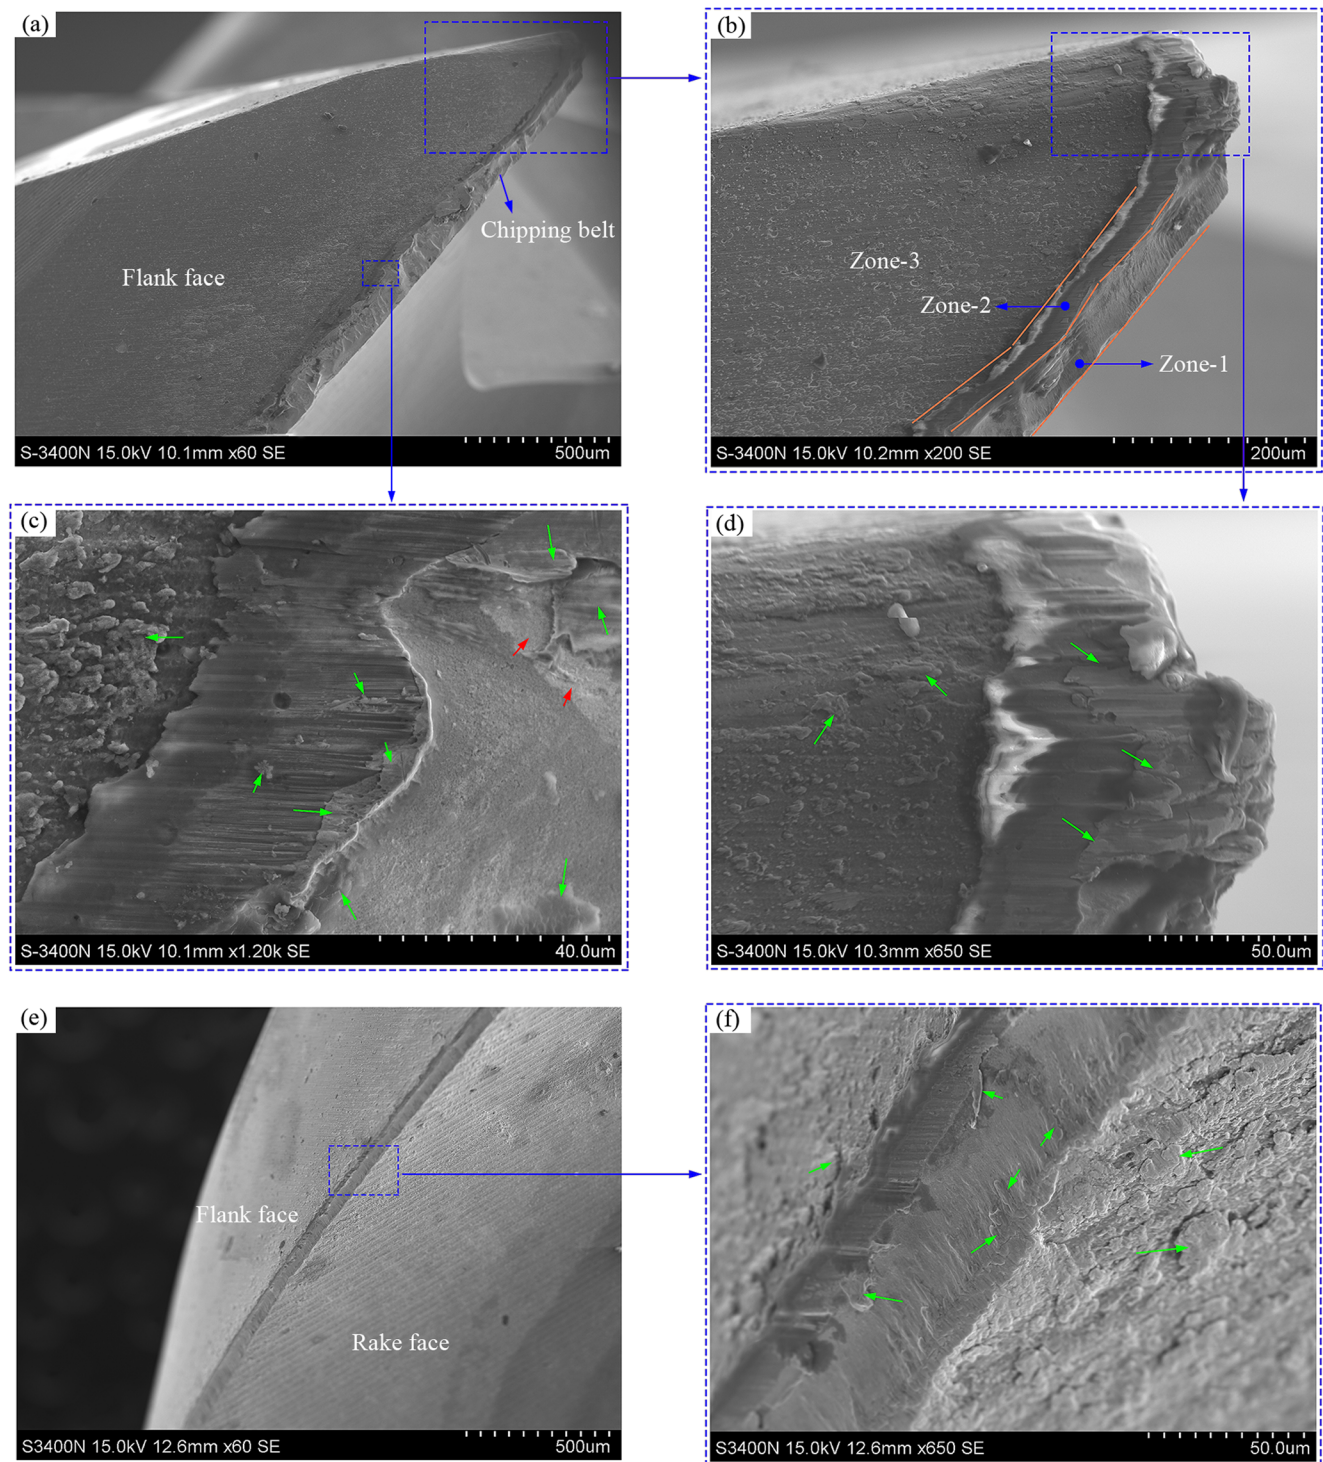 (a)
Flank face
Chipping belt
S-3400N 15.0kV 10.1mm x60 SE
500um
(b)
Zone-3
Zone-2
Zone-1
S-3400N 15.0kV 10.2mm x200 SE
200um
(c)
S-3400N 15.0kV 10.1mm x1.20k SE
40.0um
(d)
S-3400N 15.0kV 10.3mm x650 SE
50.0um
(e)
Flank face
Rake face
S3400N 15.0kV 12.6mm x60 SE
500um
(f)
S3400N 15.0kV 12.6mm x650 SE
50.0um